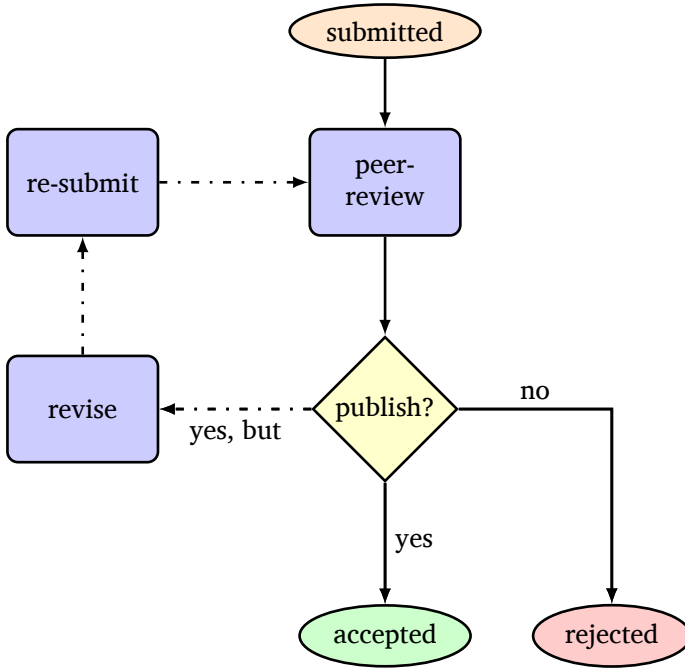 submitted
re-submit
peer-
review
revise
yes, but
publish?
no
yes
accepted
rejected